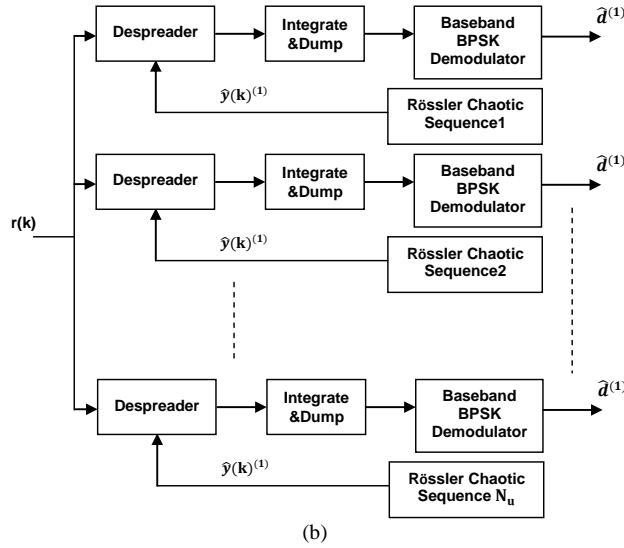 Despreader
Integrate
&Dump
Baseband
BPSK
Demodulator
d̂⁽¹⁾
ŷ(k)⁽¹⁾
Rössler Chaotic
Sequence1
Despreader
Integrate
&Dump
Baseband
BPSK
Demodulator
d̂⁽¹⁾
r(k)
ŷ(k)⁽¹⁾
Rössler Chaotic
Sequence2
Despreader
Integrate
&Dump
Baseband
BPSK
Demodulator
d̂⁽¹⁾
ŷ(k)⁽¹⁾
Rössler Chaotic
Sequence Nᵤ
(b)